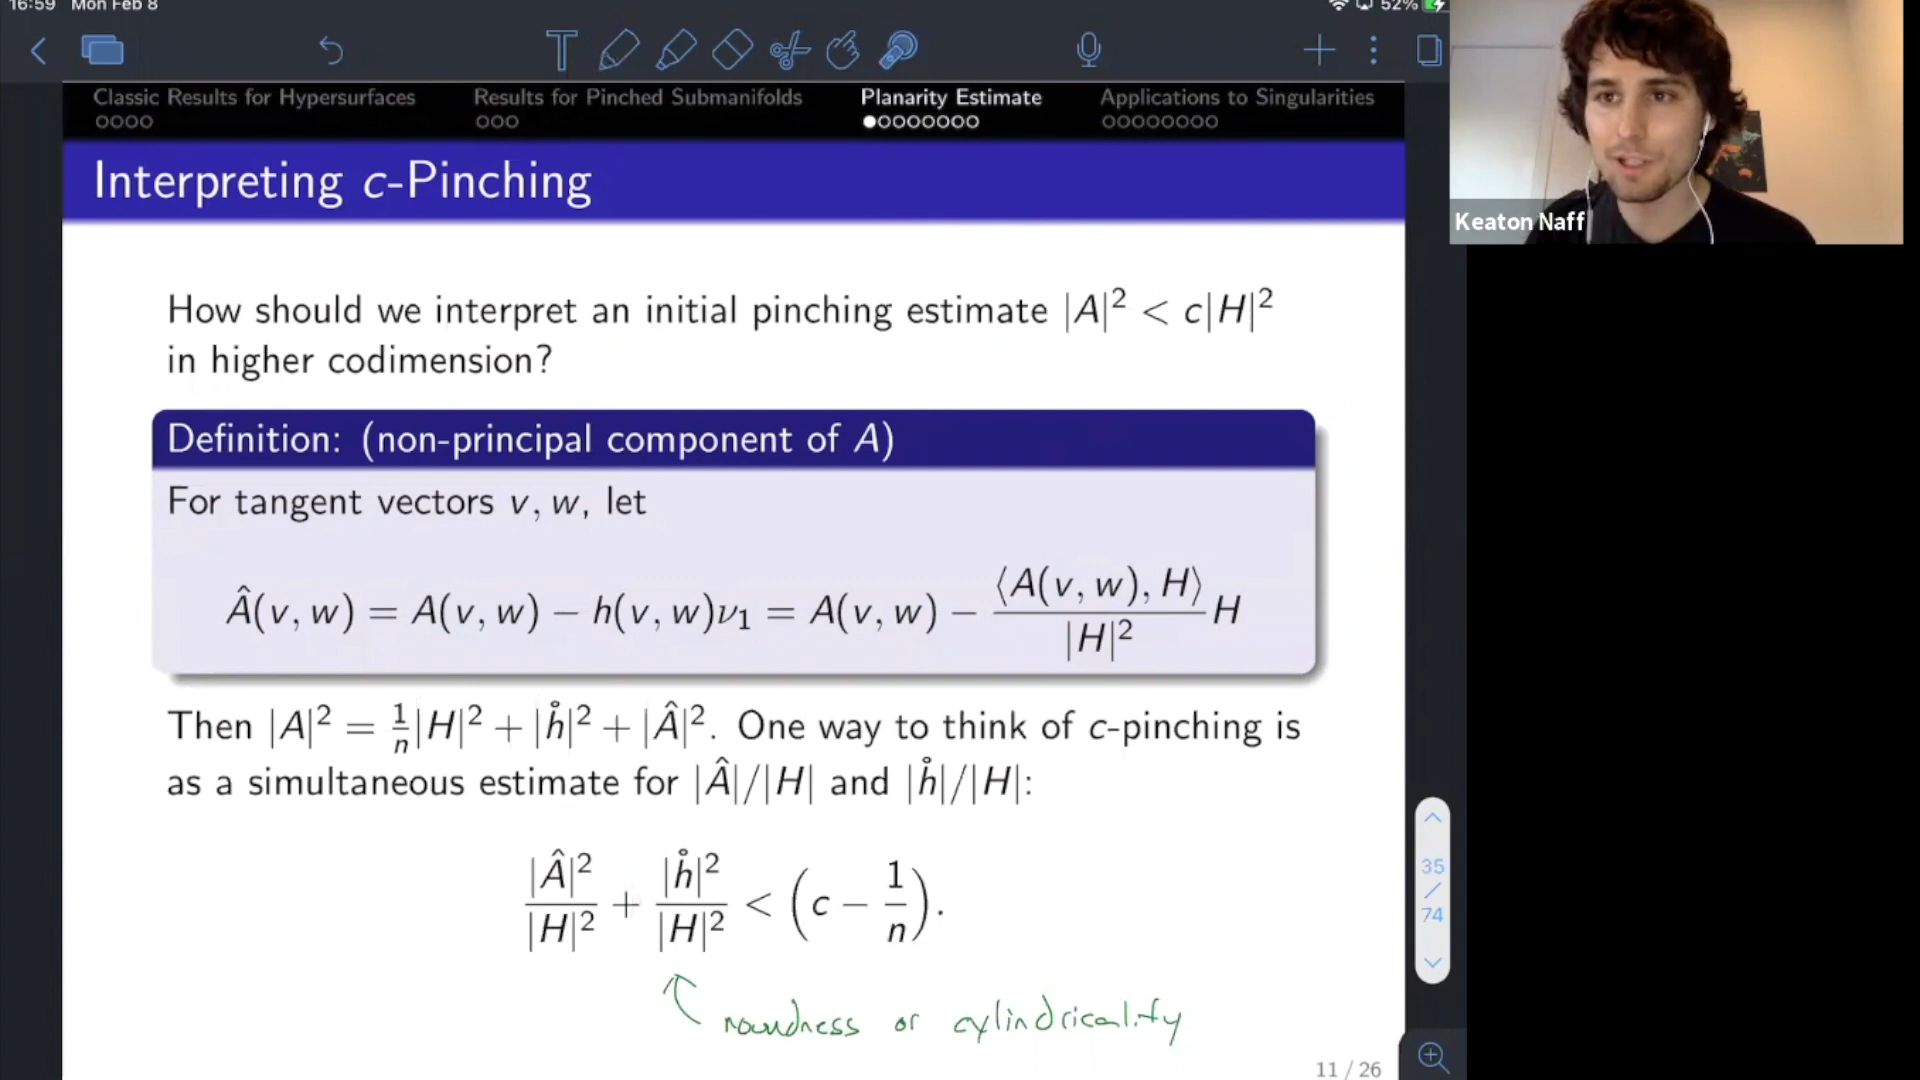 16:59 Mon Feb 8
52%
Classic Results for Hypersurfaces
Results for Pinched Submanifolds
Planarity Estimate
Applications to Singularities
Interpreting c-Pinching
Keaton Naff
How should we interpret an initial pinching estimate |A|² < c|H|²
in higher codimension?
Definition: (non-principal component of A)
For tangent vectors v, w, let
Â(v, w) = A(v, w) − h(v, w)ν₁ = A(v, w) − ⟨A(v, w), H⟩/|H|² H
Then |A|² = 1/n|H|² + |h̊|² + |Â|². One way to think of c-pinching is
as a simultaneous estimate for |Â|/|H| and |h̊|/|H|:
|Â|²/|H|² + |h̊|²/|H|² < (c − 1/n).
roundness or cylindricality
35
/
74
11 / 26